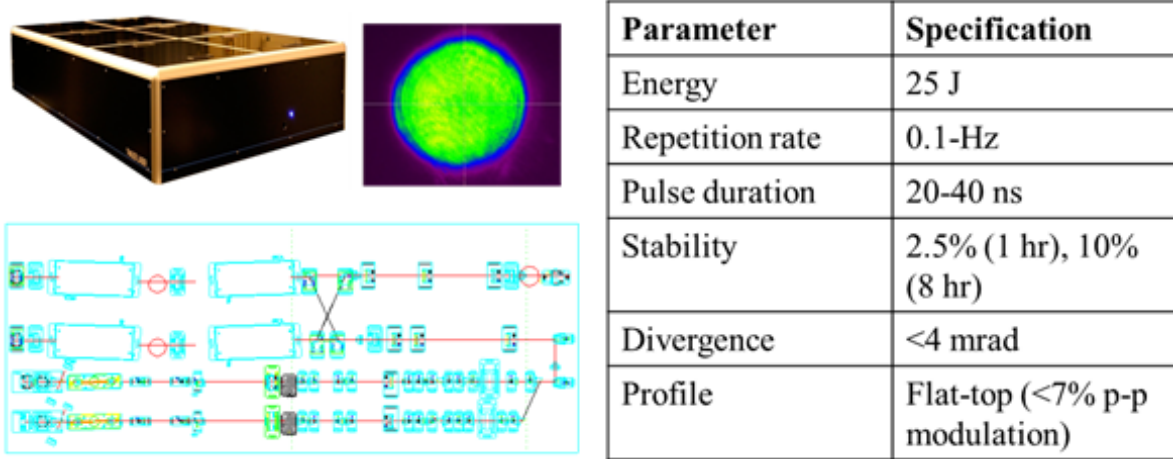 Parameter Specification
Energy 25 J
Repetition rate 0.1-Hz
Pulse duration 20-40 ns
Stability 2.5% (1 hr), 10%
(8 hr)
Divergence <4 mrad
Profile Flat-top (<7% p-p
modulation)